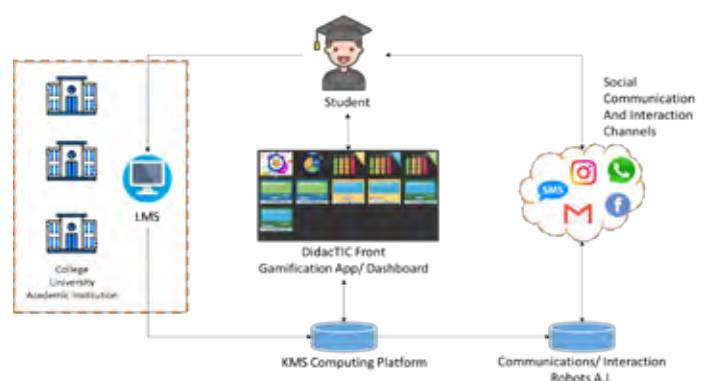 Student
Social
Communication
And Interaction
Channels
SMS
LMS
College
University
Academic Institution
DidacTIC Front
Gamification App/ Dashboard
KMS Computing Platform
Communications/ Interaction
Robots A.I.